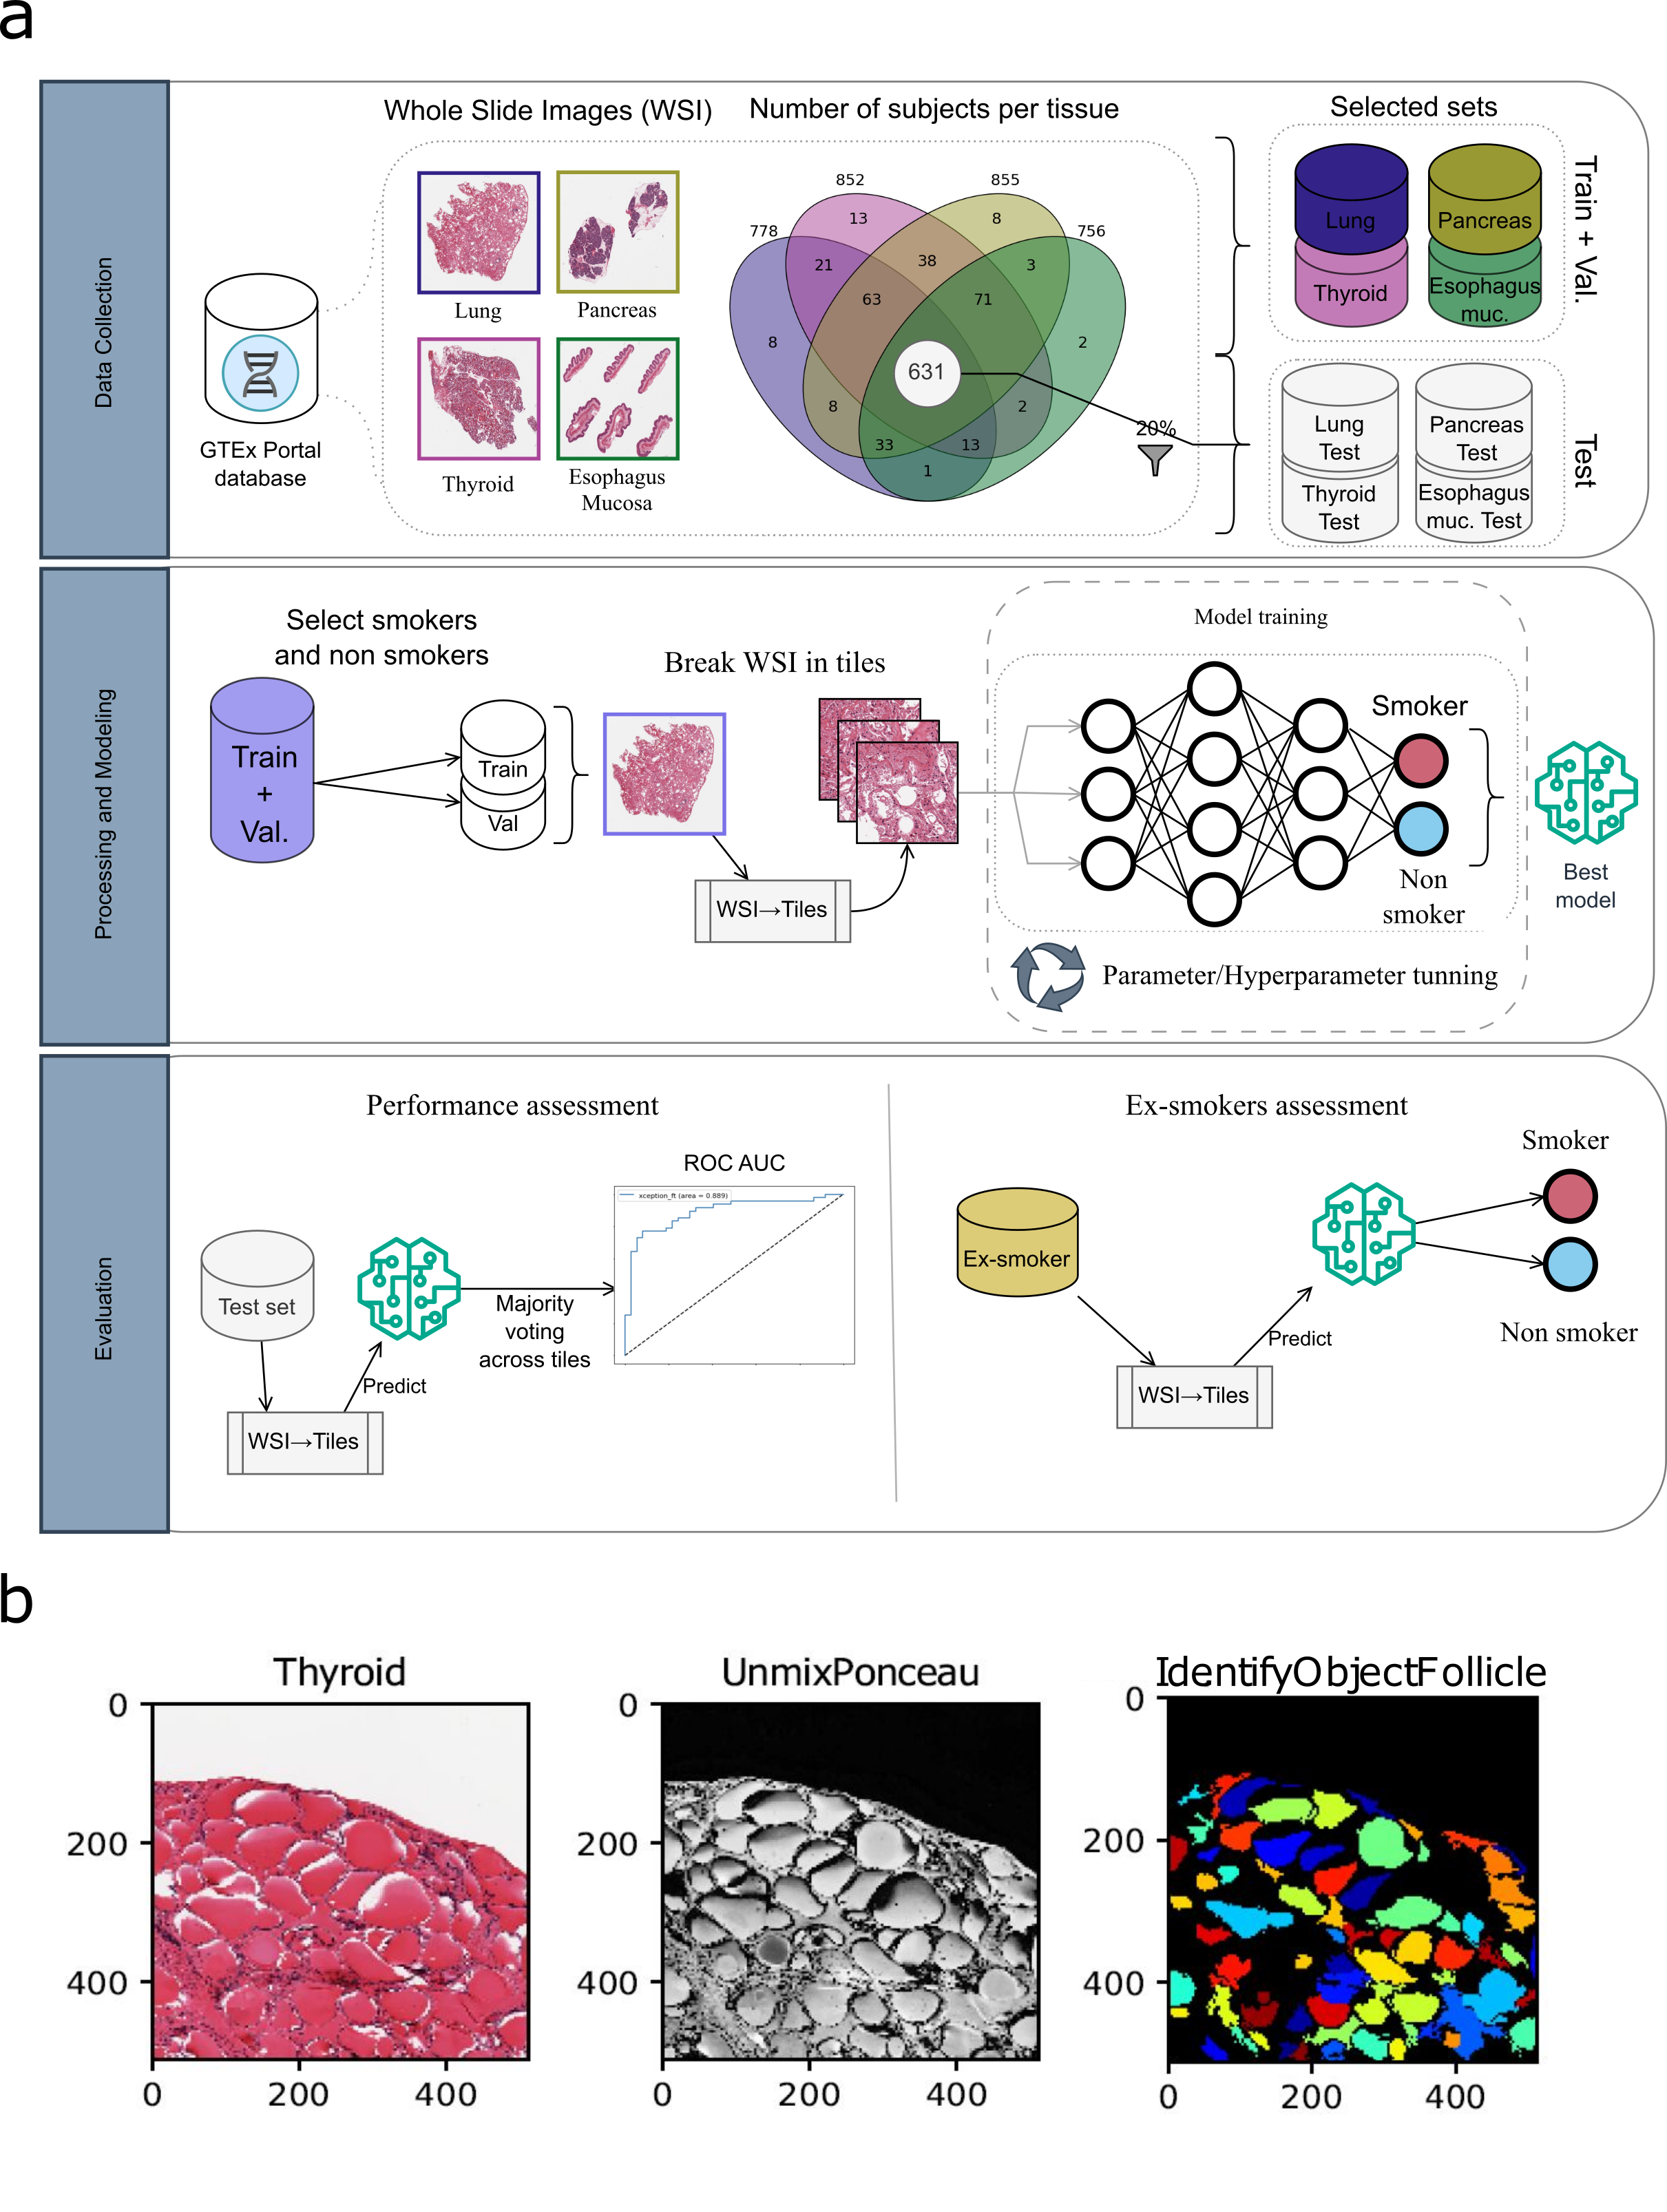 a
Data Collection
Whole Slide Images (WSI)
Number of subjects per tissue
Selected sets
GTEx Portal
database
Lung
Pancreas
Thyroid
Esophagus
Mucosa
852
855
778
756
13
8
21
38
3
63
71
8
2
631
8
2
33
13
1
20%
Lung
Pancreas
Thyroid
Esophagus
muc.
Train + Val.
Lung
Test
Pancreas
Test
Thyroid
Test
Esophagus
muc. Test
Test
Processing and Modeling
Select smokers
and non smokers
Train
+
Val.
Train
Val
Break WSI in tiles
WSI→Tiles
Model training
Smoker
Non
smoker
Parameter/Hyperparameter tunning
Best
model
Evaluation
Performance assessment
Test set
WSI→Tiles
Predict
Majority
voting
across tiles
ROC AUC
xception_ft (area = 0.889)
Ex-smokers assessment
Ex-smoker
WSI→Tiles
Predict
Smoker
Non smoker
b
Thyroid
0
200
400
0 200 400
UnmixPonceau
0
200
400
0 200 400
IdentifyObjectFollicle
0
200
400
0 200 400